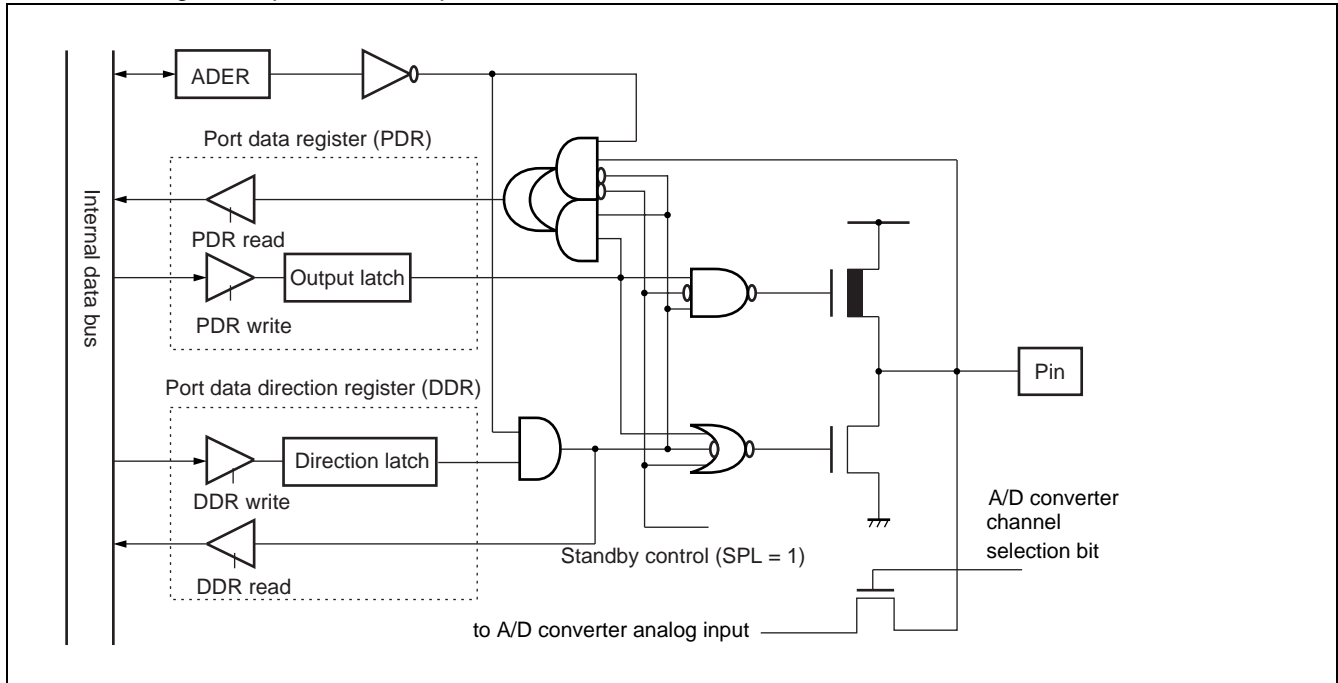 ADER
Port data register (PDR)
Internal data bus
PDR read
Output latch
PDR write
Pin
Port data direction register (DDR)
Direction latch
DDR write
A/D converter
channel
selection bit
Standby control (SPL = 1)
DDR read
to A/D converter analog input